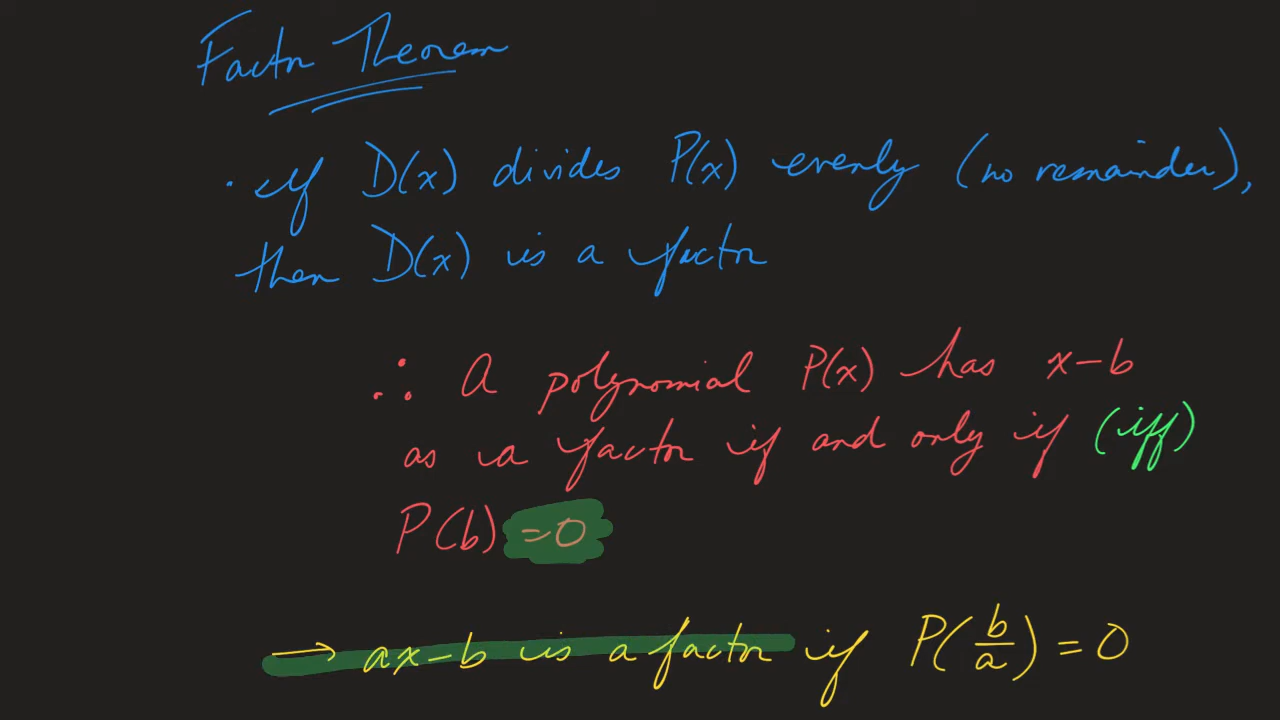 Factor Theorem
· If D(x) divides P(x) evenly (no remainder),
then D(x) is a factor
∴ A polynomial P(x) has x-b
as a factor if and only if (iff)
P(b) = 0
→ ax-b is a factor if P(b/a) = 0